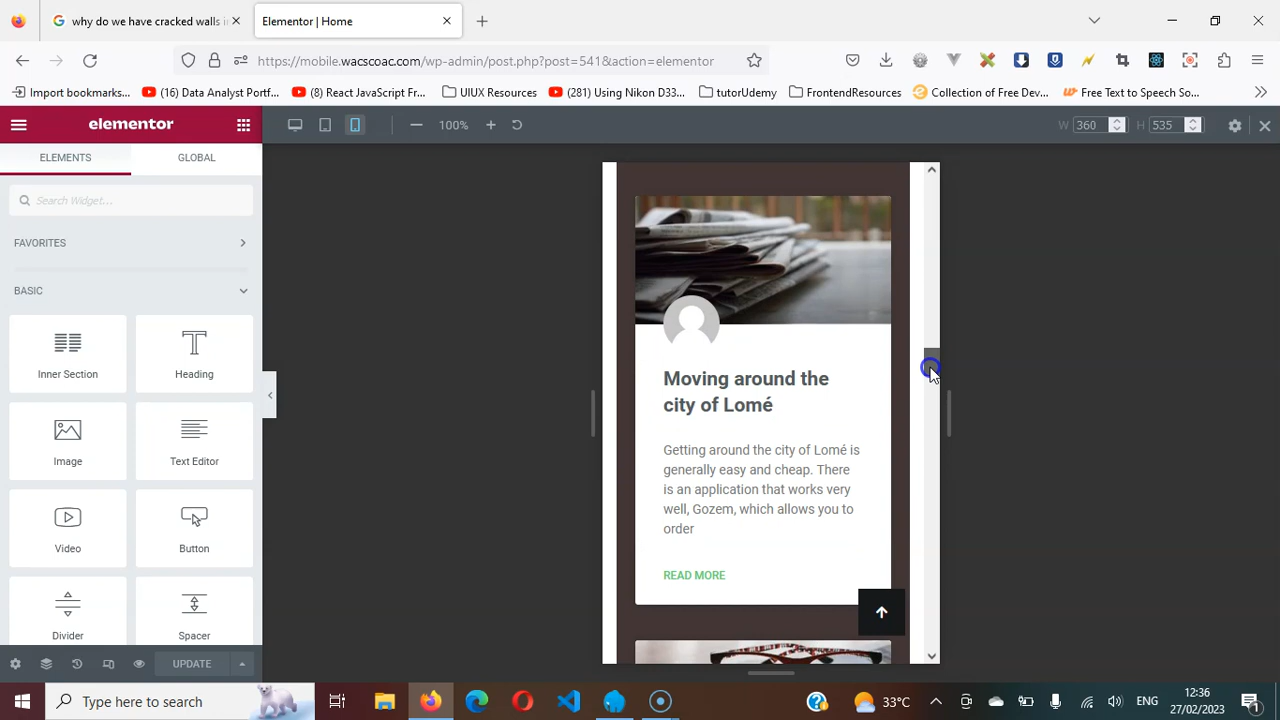 why do we have cracked walls i
Elementor | Home
https://mobile.watscoac.com/wp-admin/post.php?post=541&action=elementor
Import bookmarks...
(16) Data Analyst Portf...
(8) React JavaScript Fr...
UIUX Resources
(281) Using Nikon D33...
tutorUdemy
FrontendResources
Collection of Free Dev...
Free Text to Speech So...
elementor
100%
W 360
H 535
ELEMENTS
GLOBAL
Search Widget...
FAVORITES
BASIC
Inner Section
Heading
Image
Text Editor
Video
Button
Divider
Spacer
UPDATE
Moving around the
city of Lomé
Getting around the city of Lomé is
generally easy and cheap. There
is an application that works very
well, Gozem, which allows you to
order
READ MORE
Type here to search
33°C
ENG
12:36
27/02/2023
1